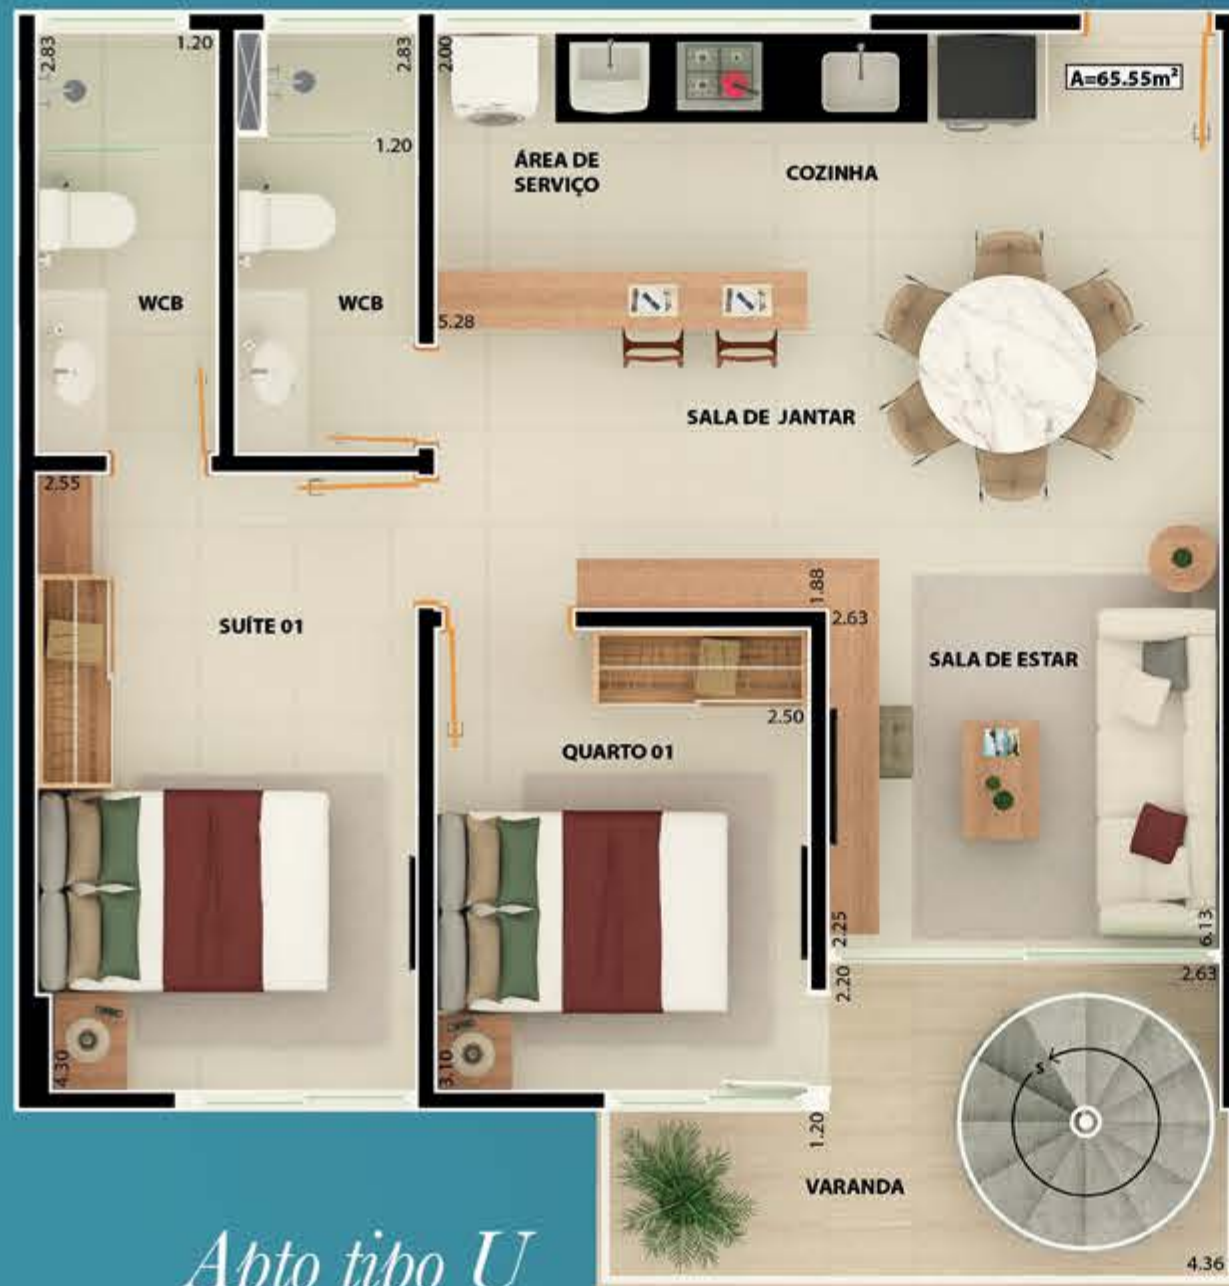 2.83
1.20
2.83
2.00
A=65.55m²
1.20
ÁREA DE
SERVIÇO
COZINHA
WCB
WCB
5.28
SALA DE JANTAR
2.55
1.88
2.63
SUÍTE 01
SALA DE ESTAR
2.50
QUARTO 01
2.25
6.13
2.20
2.63
4.30
3.10
S
1.20
VARANDA
4.36
Apto tipo U